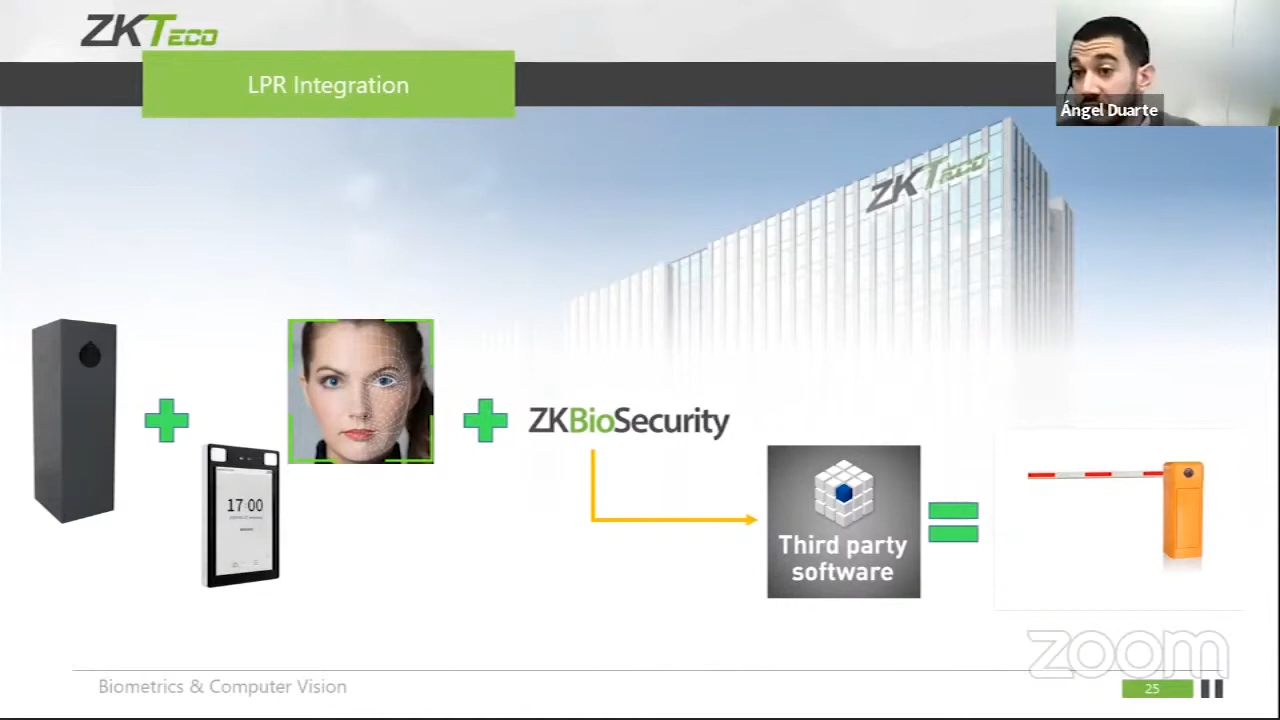 ZKTECO
LPR Integration
Ángel Duarte
ZKTECO
17:00
ZKBioSecurity
Third party
software
zoom
Biometrics & Computer Vision
25